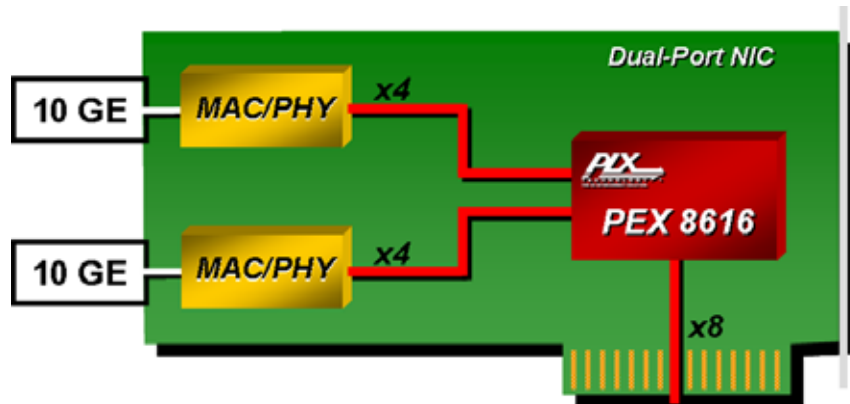 Dual-Port NIC
10 GE
MAC/PHY
x4
PLX
PEX 8616
10 GE
MAC/PHY
x4
x8